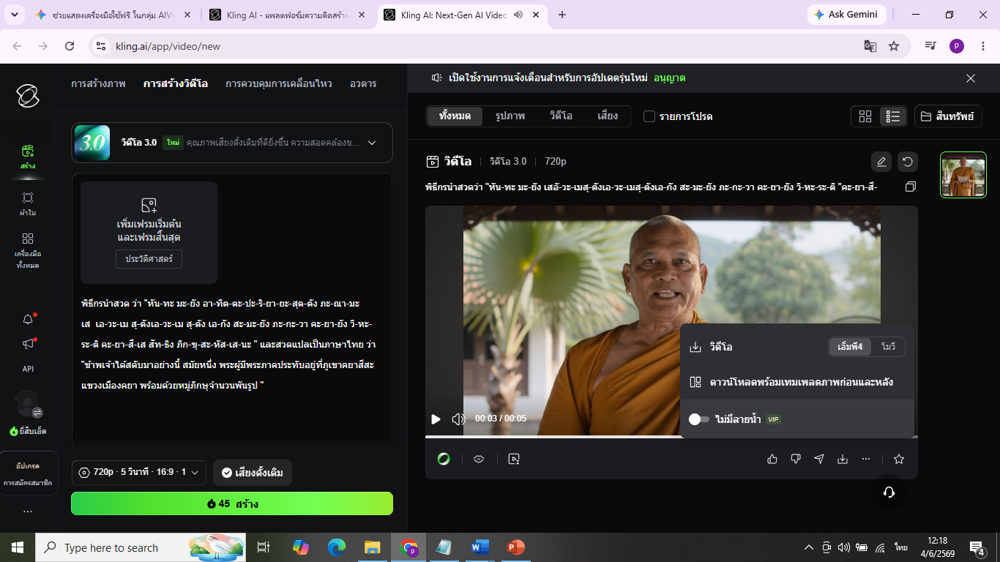 ช่วยแสดงเครื่องมือใช้ฟรี ในกลุ่ม AIVi
Kling AI - แพลตฟอร์มความคิดสร้าง
Kling AI: Next-Gen AI Video
Ask Gemini
kling.ai/app/video/new
p
การสร้างภาพ
การสร้างวิดีโอ
การควบคุมการเคลื่อนไหว
อวตาร
เปิดใช้งานการแจ้งเตือนสำหรับการอัปเดตรุ่นใหม่ อนุญาต
3.0
วิดีโอ 3.0 ใหม่ คุณภาพเสียงดั้งเดิมที่ดียิ่งขึ้น ความสอดคล้องข...
ทั้งหมด
รูปภาพ
วิดีโอ
เสียง
รายการโปรด
สินทรัพย์
สร้าง
ผ้าใบ
เครื่องมือ
ทั้งหมด
API
ยี่สิบเอ็ด
อัปเกรด
การสมัครสมาชิก
เพิ่มเฟรมเริ่มต้น
และเฟรมสิ้นสุด
ประวัติศาสตร์
พิธีกรนำสวด ว่า "หัน-ทะ มะ-ยัง อา-ทิต-ตะ-ปะ-ริ-ยา-ยะ-สุต-ตัง ภะ-ณา-มะ
เส เอ-วะ-เม สุ-ตังเอ-วะ-เม สุ-ตัง เอ-กัง สะ-มะ-ยัง ภะ-กะ-วา คะ-ยา-ยัง วิ-หะ-
ระ-ติ คะ-ยา-สี-เส สัท-ธิง ภิก-ขุ-สะ-หัส-เส-นะ " และสวดแปลเป็นภาษาไทย ว่า
"ข้าพเจ้าได้สดับมาอย่างนี้ สมัยหนึ่ง พระผู้มีพระภาคประทับอยู่ที่ภูเขาคยาสีสะ
แขวงเมืองคยา พร้อมด้วยหมู่ภิกษุจำนวนพันรูป "
720p · 5 วินาที · 16:9 · 1
เสียงดั้งเดิม
45 สร้าง
วิดีโอ
วิดีโอ 3.0
720p
พิธีกรนำสวดว่า "หัน-ทะ มะ-ยัง เสอั-วะ-เมสุ-ตังเอ-วะ-เมสุ-ตังเอ-กัง สะ-มะ-ยัง ภะ-กะ-วา คะ-ยา-ยัง วิ-หะ-ระ-ติ "คะ-ยา-สี-
วิดีโอ
เอ็มพี4
โมวี
ดาวน์โหลดพร้อมเทมเพลตภาพก่อนและหลัง
ไม่มีลายน้ำ VIP
00:03 / 00:05
Type here to search
ไทย
12:18
4/6/2569
4